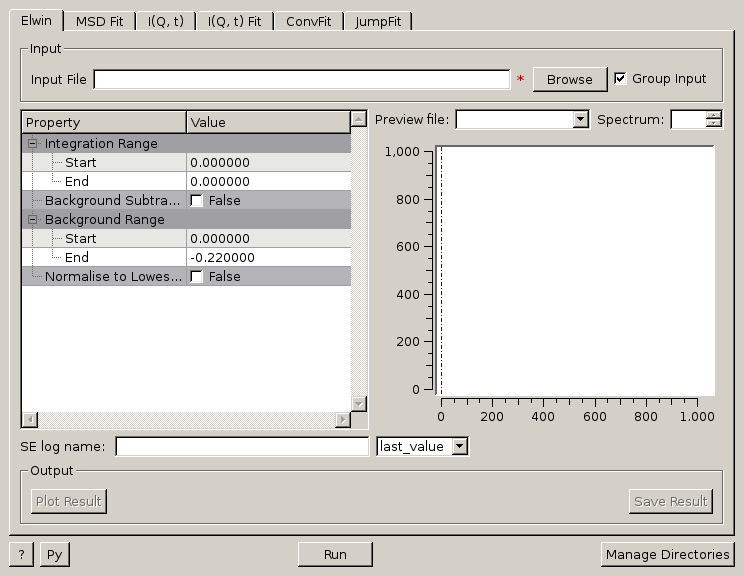 Elwin MSD Fit I(Q, t) I(Q, t) Fit ConvFit JumpFit
Input
Input File * Browse Group Input
Property Value
Preview file: Spectrum:
Integration Range
Start 0.000000
End 0.000000
Background Subtra... False
Background Range
Start 0.000000
End -0.220000
Normalise to Lowes... False
1,000
800
600
400
200
0
0 200 400 600 800 1.000
SE log name: last_value
Output
Plot Result Save Result
? Py Run Manage Directories